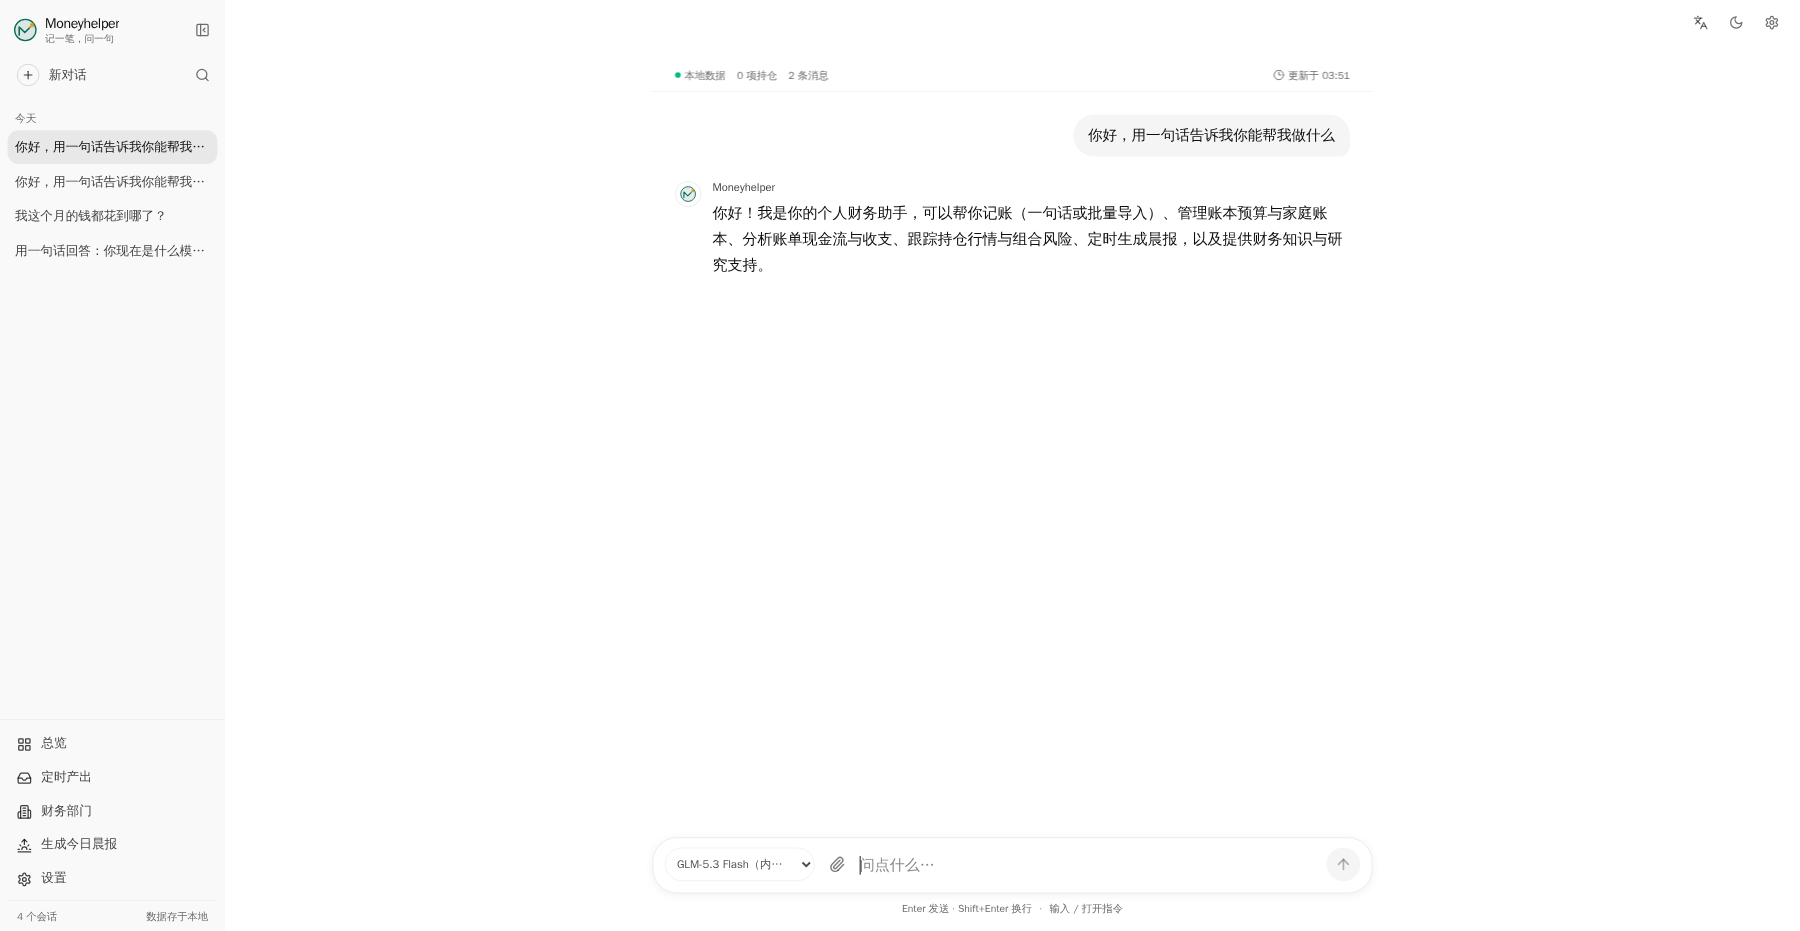 Moneyhelper
记一笔，问一句
新对话
今天
你好，用一句话告诉我你能帮我…
你好，用一句话告诉我你能帮我…
我这个月的钱都花到哪了？
用一句话回答：你现在是什么模…
总览
定时产出
财务部门
生成今日晨报
设置
4 个会话 数据存于本地
本地数据 0 项持仓 2 条消息 更新于 03:51
你好，用一句话告诉我你能帮我做什么
Moneyhelper
你好！我是你的个人财务助手，可以帮你记账（一句话或批量导入）、管理账本预算与家庭账
本、分析账单现金流与收支、跟踪持仓行情与组合风险、定时生成晨报，以及提供财务知识与研
究支持。
GLM-5.3 Flash（内… 问点什么…
Enter 发送 · Shift+Enter 换行 · 输入 / 打开指令